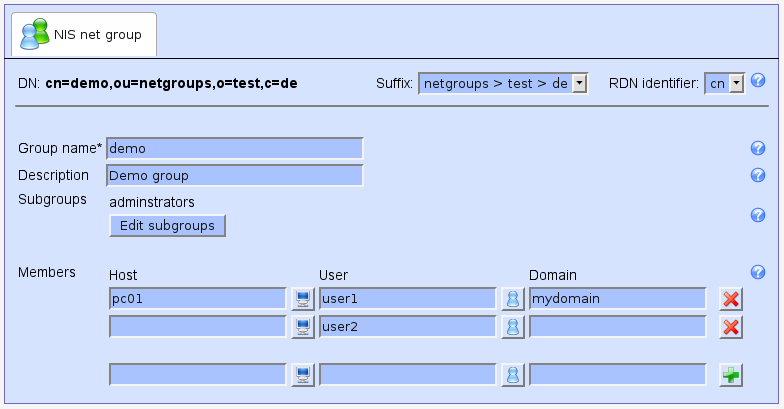 NIS net group
DN: cn=demo,ou=netgroups,o=test,c=de Suffix: netgroups > test > de RDN identifier: cn
Group name* demo
Description Demo group
Subgroups adminstrators
Edit subgroups
Members Host User Domain
pc01 user1 mydomain
user2